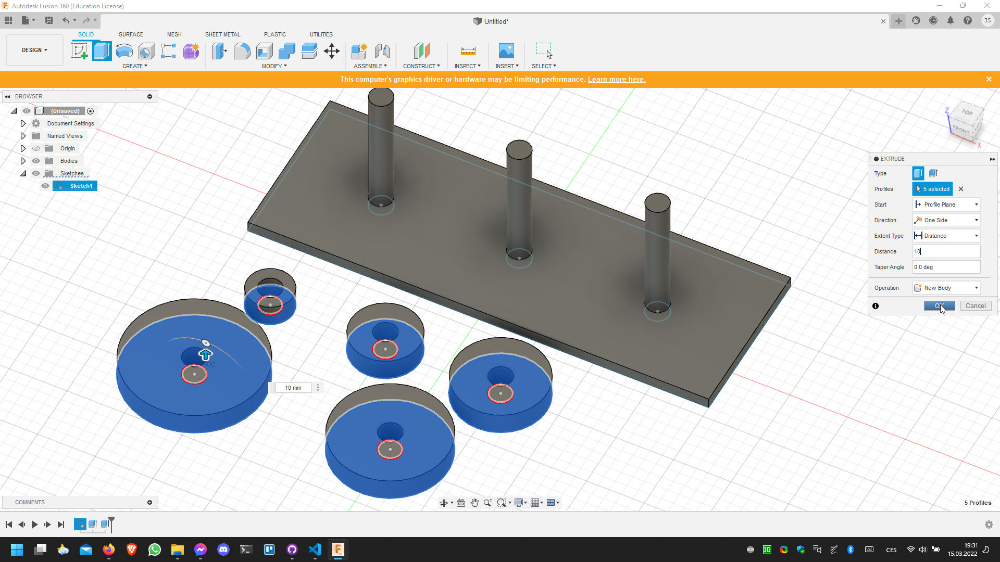 Autodesk Fusion 360 (Education License)
Untitled*
JS
DESIGN
SOLID
SURFACE
MESH
SHEET METAL
PLASTIC
UTILITIES
CREATE
MODIFY
ASSEMBLE
CONSTRUCT
INSPECT
INSERT
SELECT
This computer's graphics driver or hardware may be limiting performance. Learn more here.
BROWSER
(Unsaved)
Document Settings
Named Views
Origin
Bodies
Sketches
Sketch1
Z
TOP
FRONT
X
EXTRUDE
Type
Profiles
5 selected
Start
Profile Plane
Direction
One Side
Extent Type
Distance
Distance
10
Taper Angle
0.0 deg
Operation
New Body
OK
Cancel
10 mm
COMMENTS
5 Profiles
ID
CES
19:31
15.03.2022